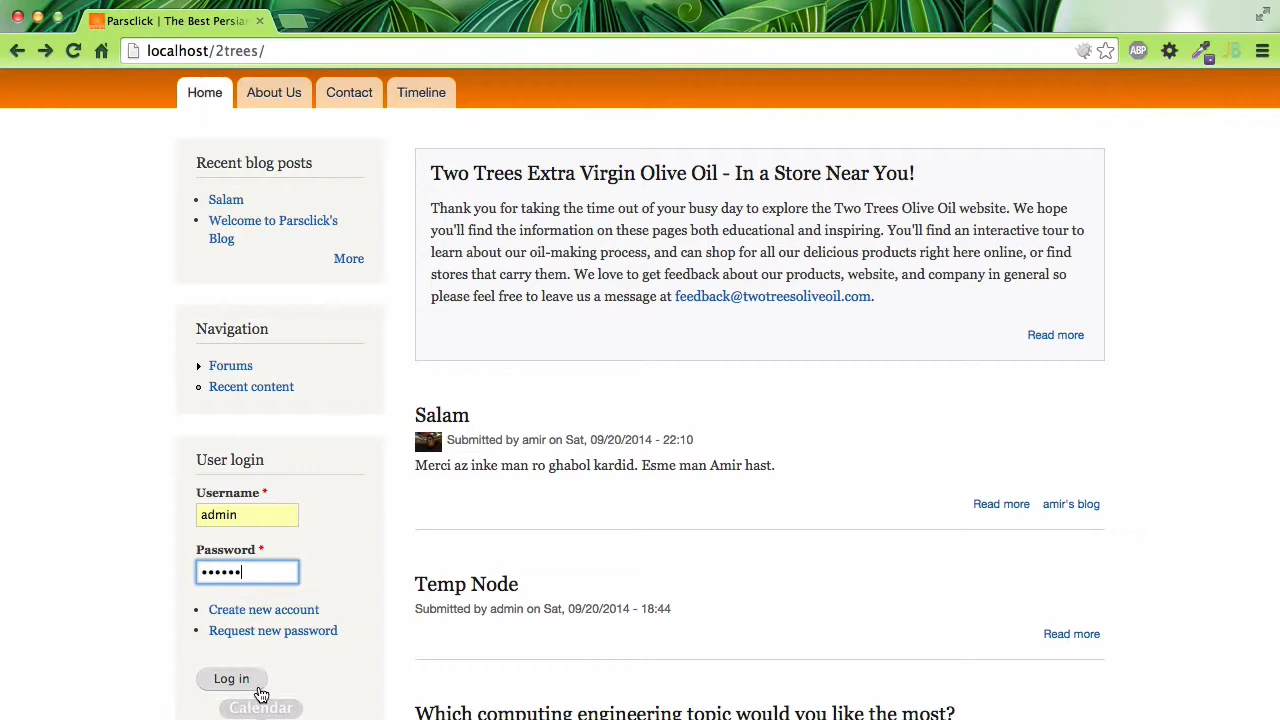 Parsclick | The Best Persia
localhost/2trees/
ABP
Home
About Us
Contact
Timeline
Recent blog posts
Salam
Welcome to Parsclick's
Blog
More
Navigation
Forums
Recent content
User login
Username *
admin
Password *
••••••
Create new account
Request new password
Log in
Calendar
Two Trees Extra Virgin Olive Oil - In a Store Near You!
Thank you for taking the time out of your busy day to explore the Two Trees Olive Oil website. We hope
you'll find the information on these pages both educational and inspiring. You'll find an interactive tour to
learn about our oil-making process, and can shop for all our delicious products right here online, or find
stores that carry them. We love to get feedback about our products, website, and company in general so
please feel free to leave us a message at feedback@twotreesoliveoil.com.
Read more
Salam
Submitted by amir on Sat, 09/20/2014 - 22:10
Merci az inke man ro ghabol kardid. Esme man Amir hast.
Read more amir's blog
Temp Node
Submitted by admin on Sat, 09/20/2014 - 18:44
Read more
Which computing engineering topic would you like the most?